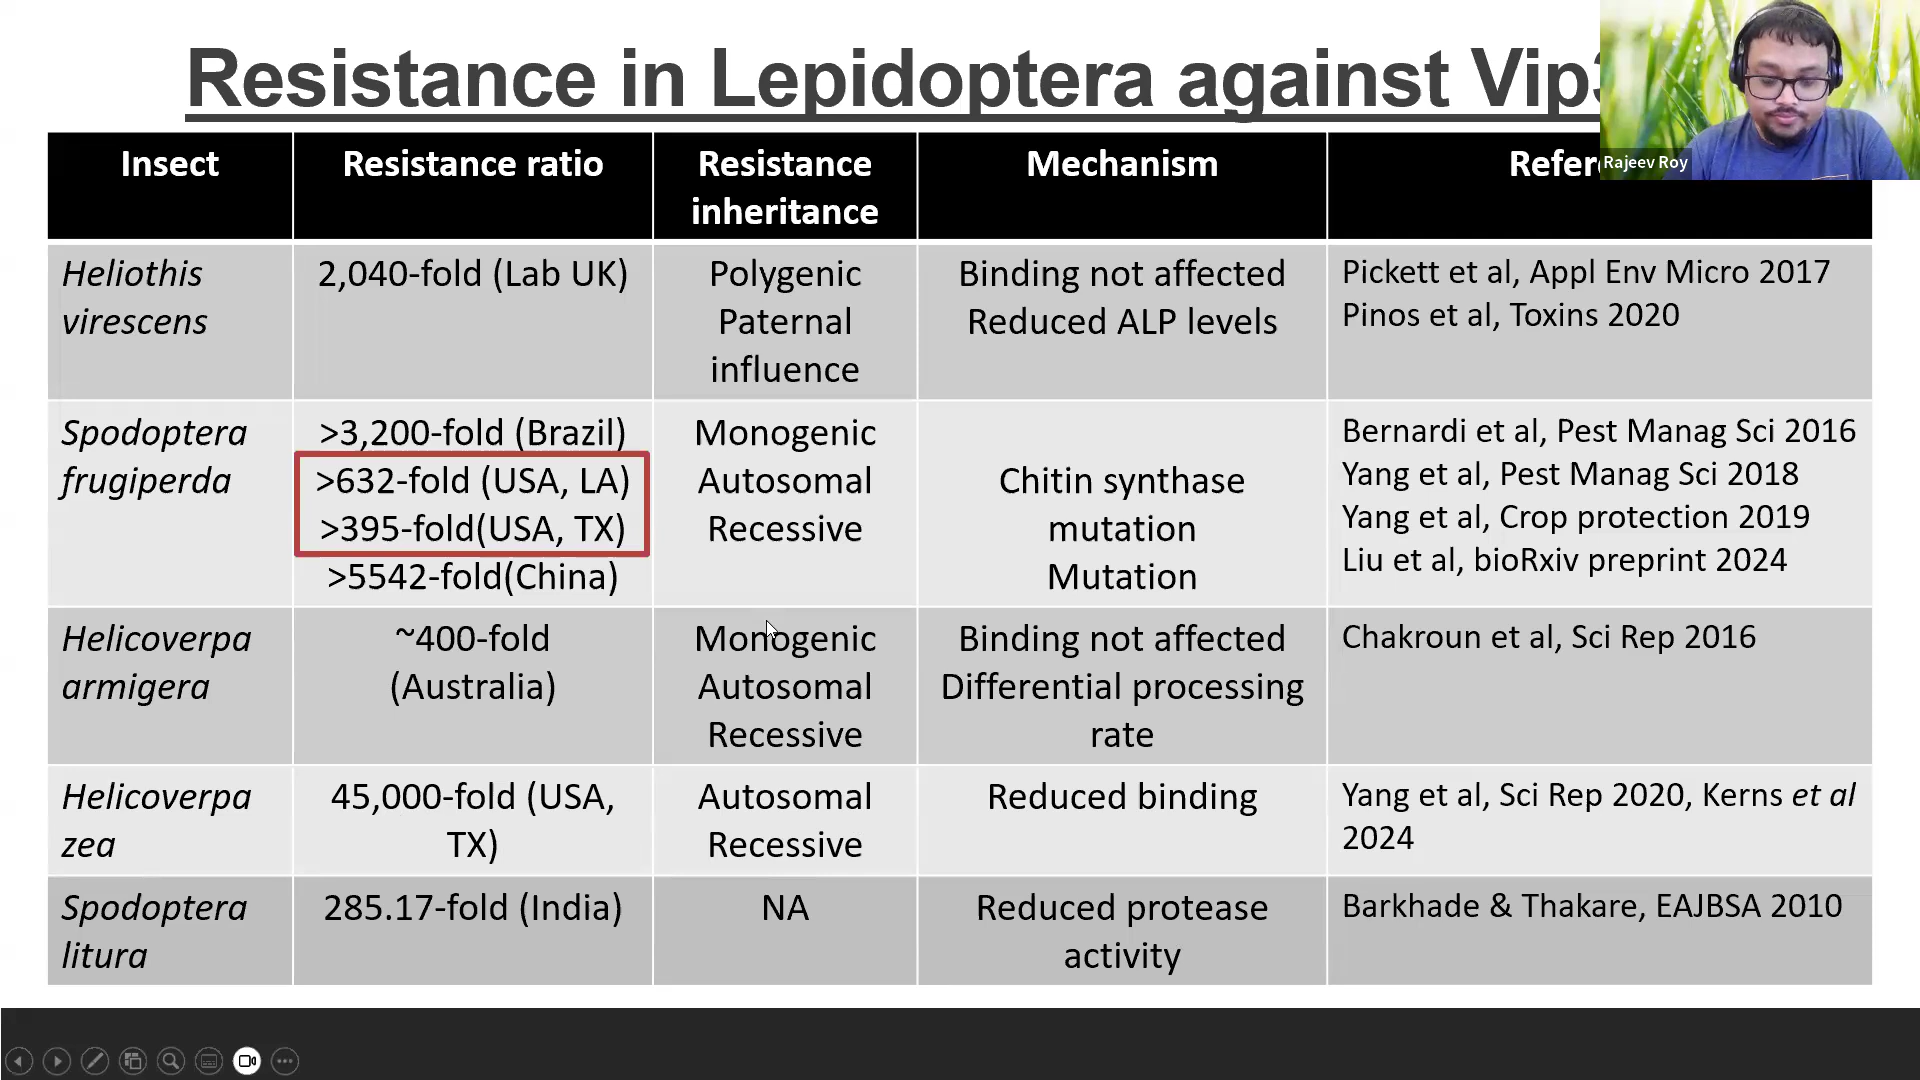 Resistance in Lepidoptera against
Rajeev Roy
Insect
Resistance ratio
Resistance
inheritance
Mechanism
Heliothis
virescens
2,040-fold (Lab UK)
Polygenic
Paternal
influence
Binding not affected
Reduced ALP levels
Pickett et al, Appl Env Micro 2017
Pinos et al, Toxins 2020
Spodoptera
frugiperda
>3,200-fold (Brazil)
>632-fold (USA, LA)
>395-fold(USA, TX)
>5542-fold(China)
Monogenic
Autosomal
Recessive
Chitin synthase
mutation
Mutation
Bernardi et al, Pest Manag Sci 2016
Yang et al, Pest Manag Sci 2018
Yang et al, Crop protection 2019
Liu et al, bioRxiv preprint 2024
Helicoverpa
armigera
~400-fold
(Australia)
Monogenic
Autosomal
Recessive
Binding not affected
Differential processing
rate
Chakroun et al, Sci Rep 2016
Helicoverpa
zea
45,000-fold (USA,
TX)
Autosomal
Recessive
Reduced binding
Yang et al, Sci Rep 2020, Kerns et al
2024
Spodoptera
litura
285.17-fold (India)
NA
Reduced protease
activity
Barkhade & Thakare, EAJBSA 2010